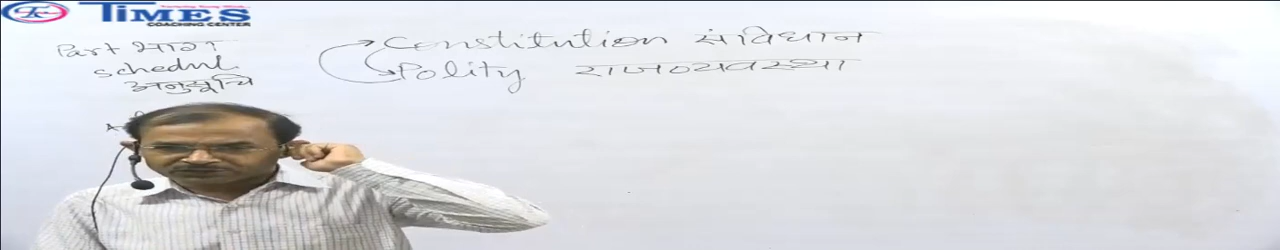 TIMES
COACHING CENTER
Part भाग
schedul
अनुसूचि
Constitution संविधान
Polity राजव्यवस्था